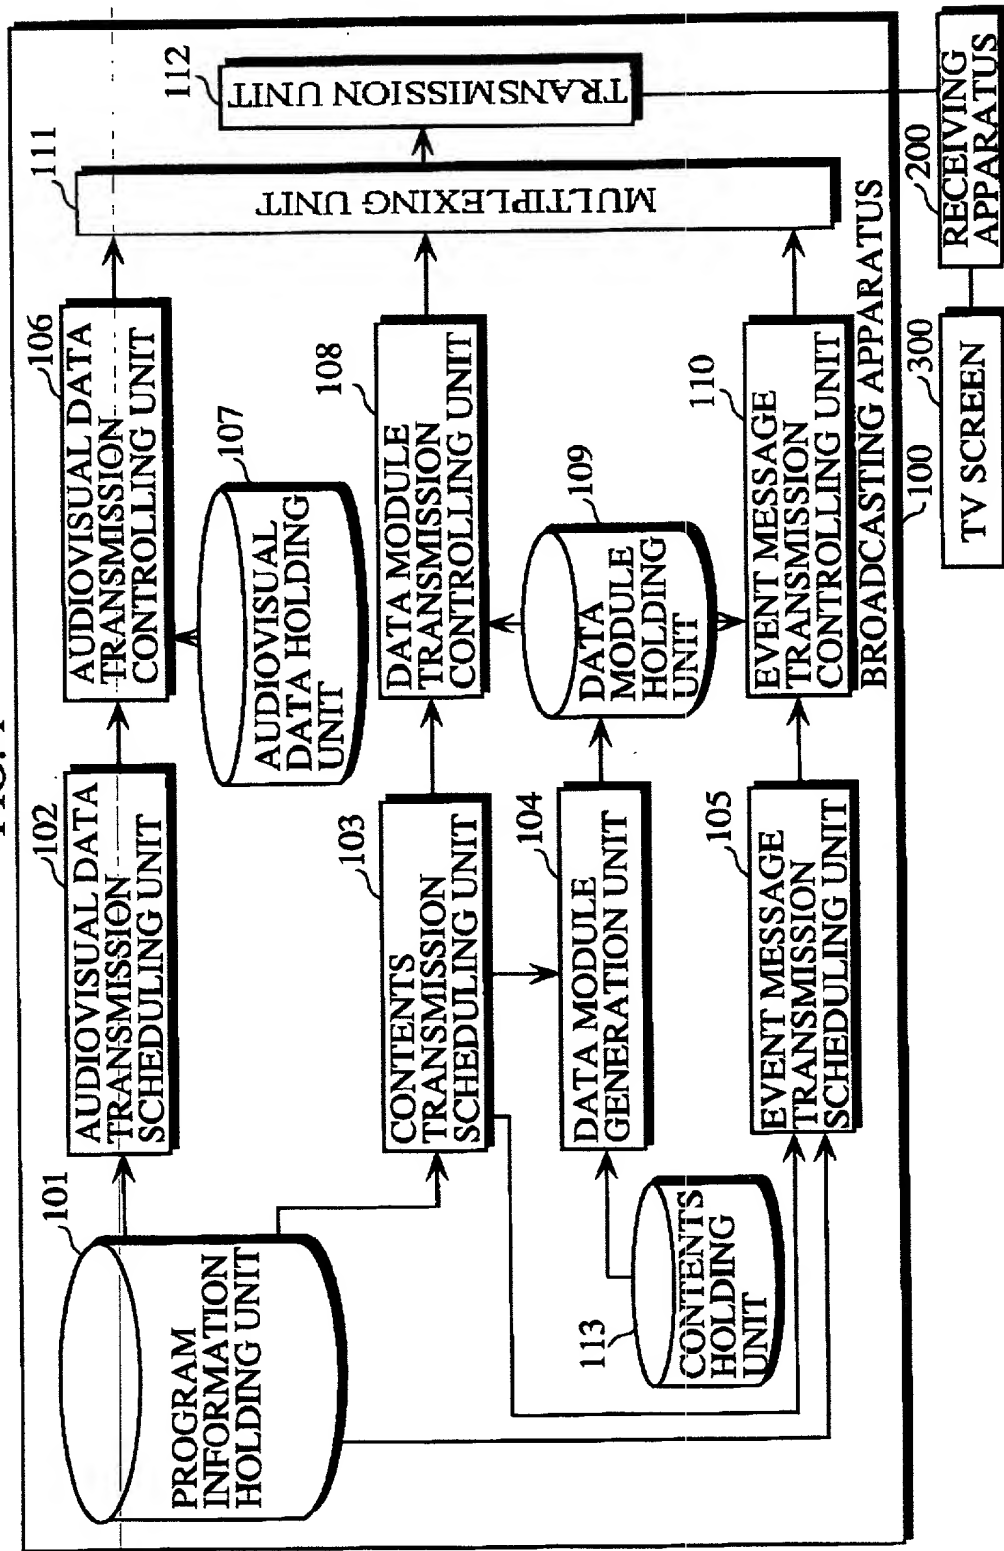 101
PROGRAM
INFORMATION
HOLDING UNIT
102
AUDIOVISUAL DATA
TRANSMISSION
SCHEDULING UNIT
106
AUDIOVISUAL DATA
TRANSMISSION
CONTROLLING UNIT
107
AUDIOVISUAL
DATA HOLDING
UNIT
103
CONTENTS
TRANSMISSION
SCHEDULING UNIT
108
DATA MODULE
TRANSMISSION
CONTROLLING UNIT
104
DATA MODULE
GENERATION UNIT
109
DATA
MODULE
HOLDING
UNIT
113
CONTENTS
HOLDING
UNIT
105
EVENT MESSAGE
TRANSMISSION
SCHEDULING UNIT
110
EVENT MESSAGE
TRANSMISSION
CONTROLLING UNIT
111
MULTIPLEXING UNIT
112
TRANSMISSION UNIT
BROADCASTING APPARATUS
100
300
TV SCREEN
200
RECEIVING
APPARATUS